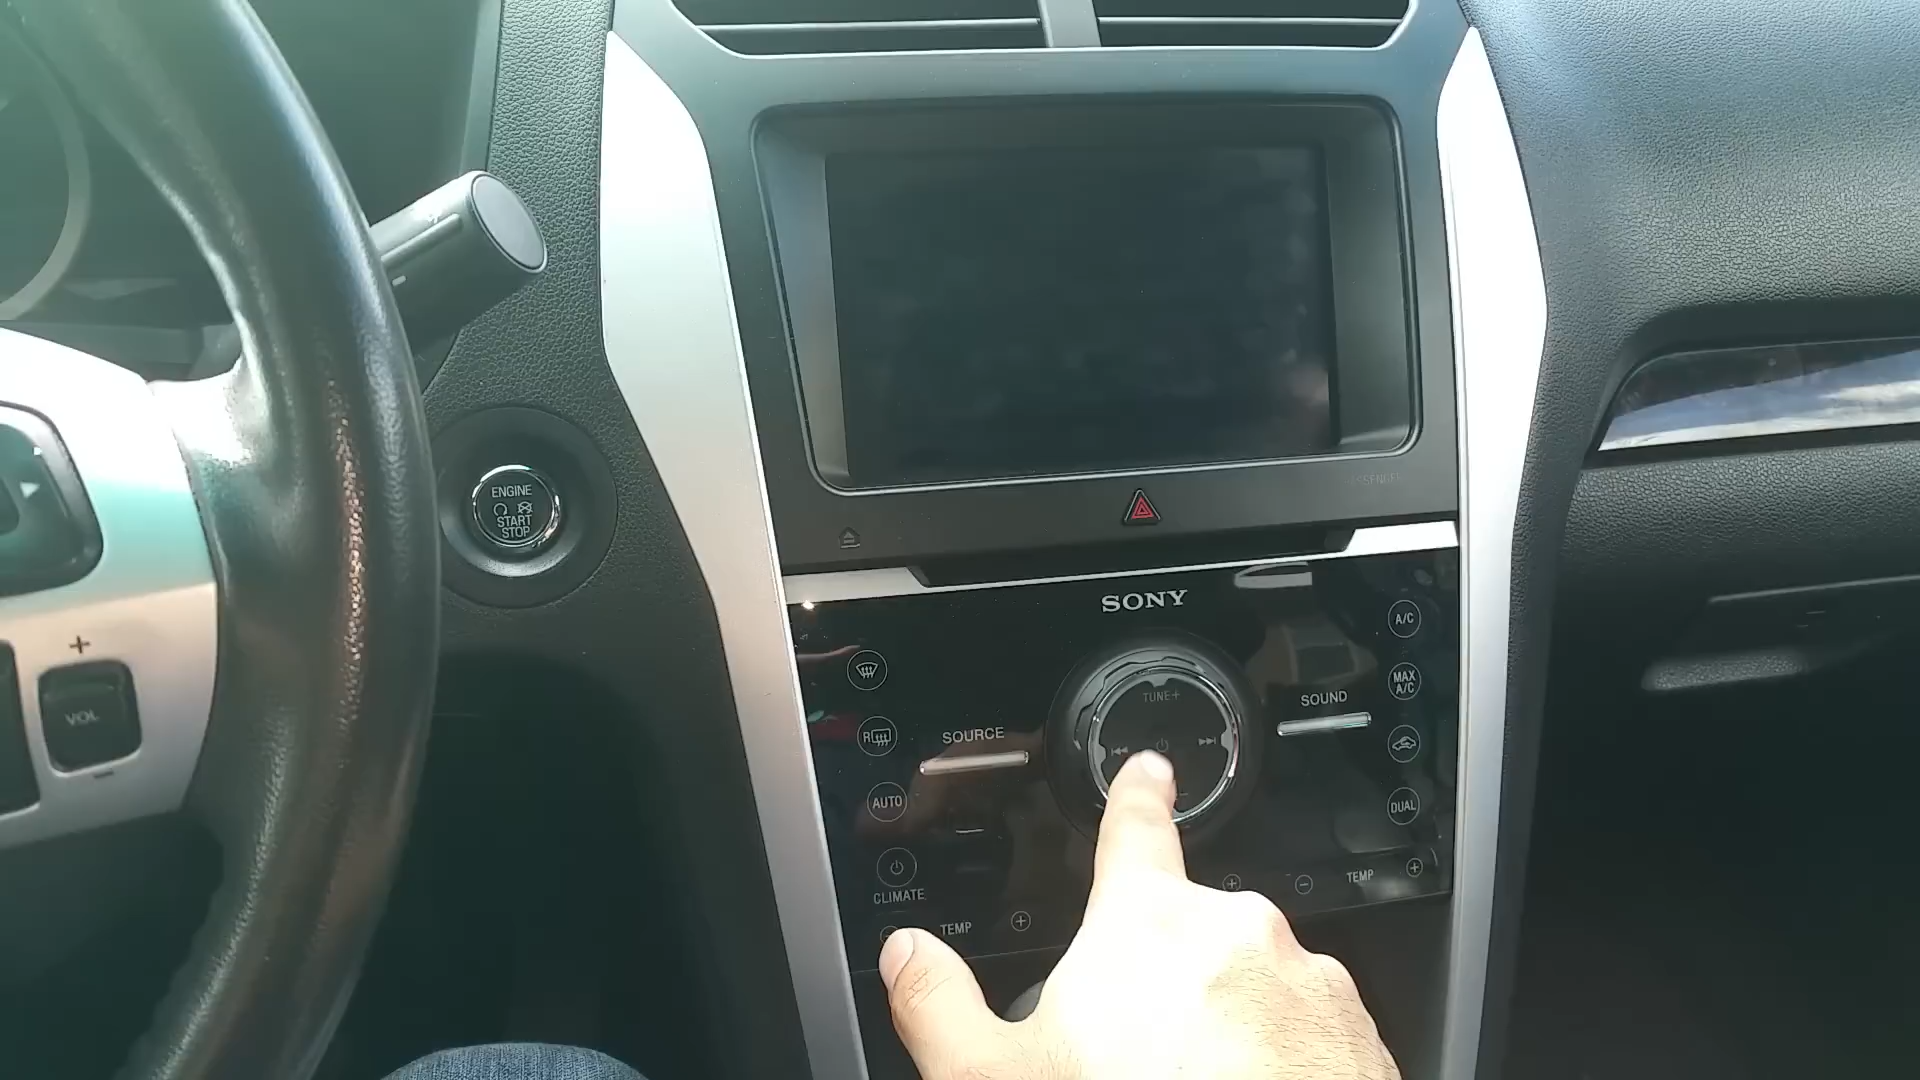 ENGINE
START
STOP
+
VOL
SONY
A/C
TUNE+
MAX
A/C
SOUND
R
SOURCE
AUTO
DUAL
CLIMATE
TEMP
+
+
-
TEMP
+